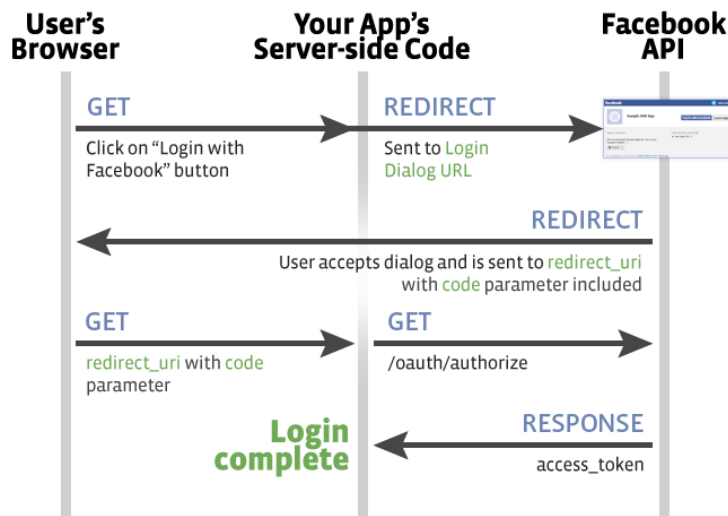 User's
Browser
Your App's
Server-side Code
Facebook
API
GET
REDIRECT
Click on “Login with
Facebook” button
Sent to Login
Dialog URL
REDIRECT
User accepts dialog and is sent to redirect_uri
with code parameter included
GET
GET
redirect_uri with code
parameter
/oauth/authorize
Login
complete
RESPONSE
access_token